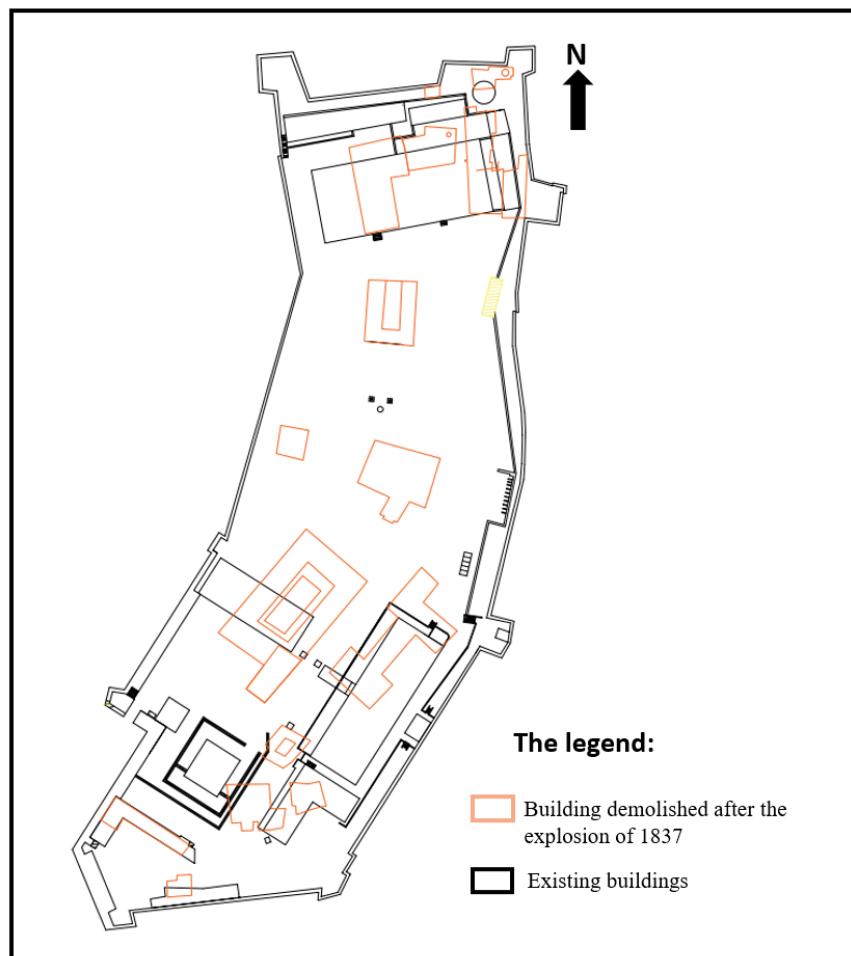 N
The legend:
Building demolished after the
explosion of 1837
Existing buildings